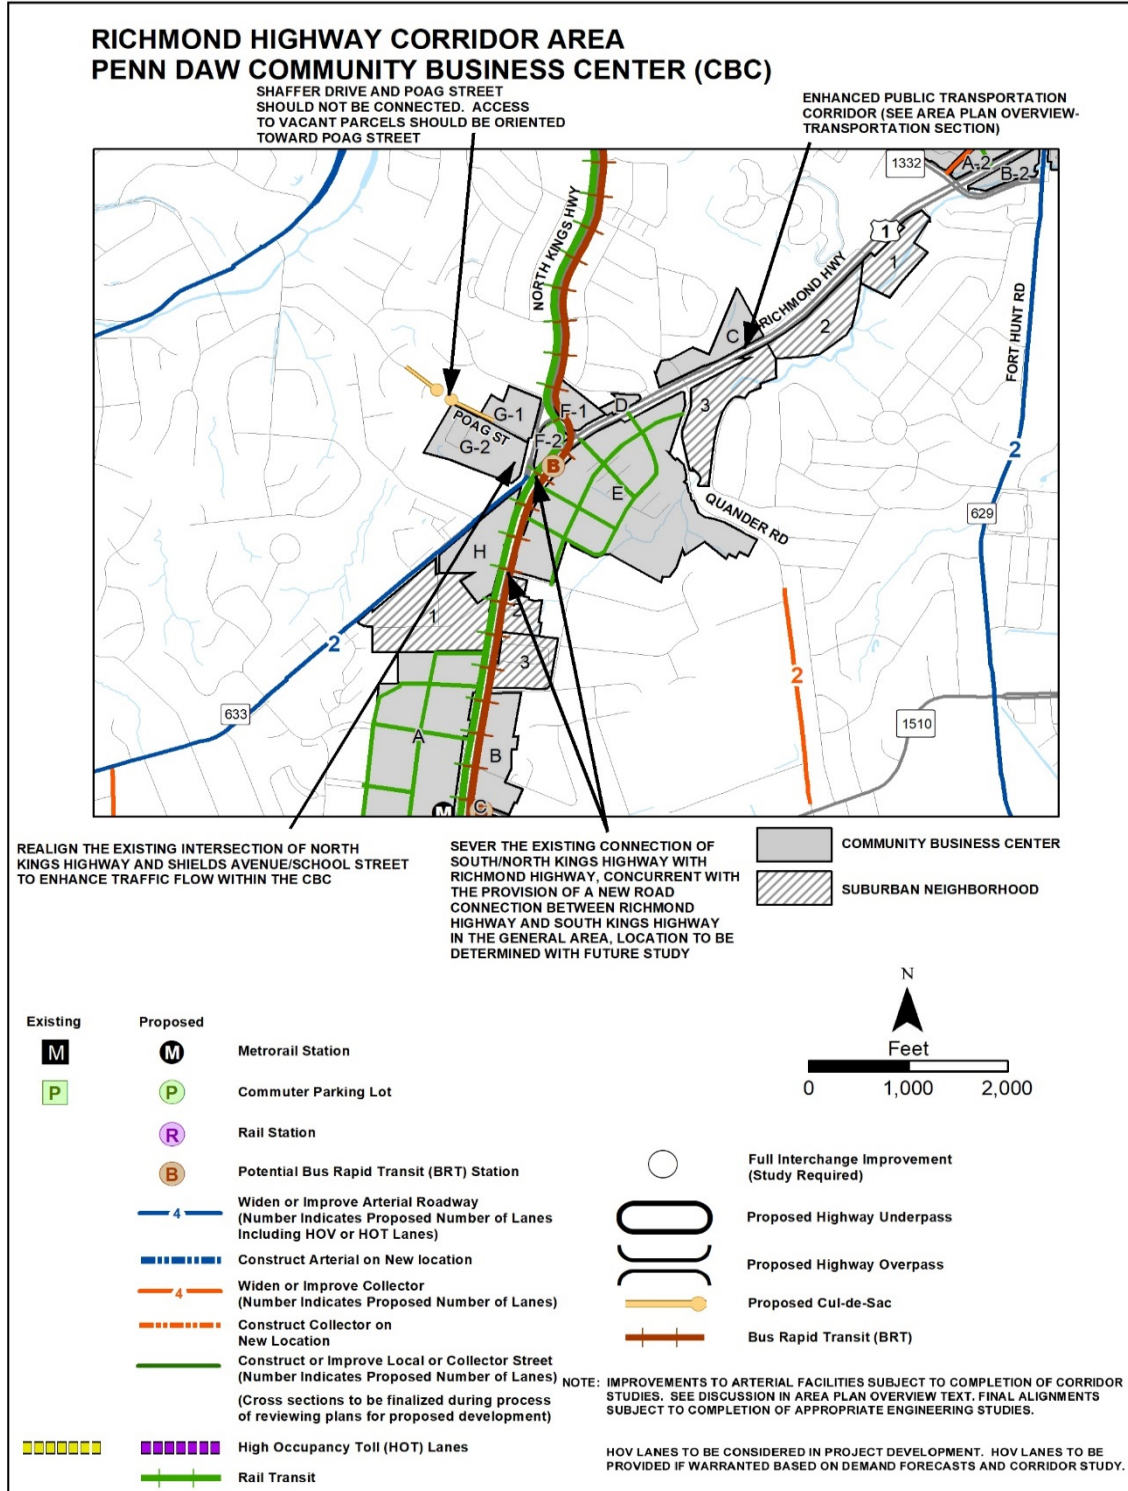 RICHMOND HIGHWAY CORRIDOR AREA
PENN DAW COMMUNITY BUSINESS CENTER (CBC)
SHAFFER DRIVE AND POAG STREET
SHOULD NOT BE CONNECTED. ACCESS
TO VACANT PARCELS SHOULD BE ORIENTED
TOWARD POAG STREET
ENHANCED PUBLIC TRANSPORTATION
CORRIDOR (SEE AREA PLAN OVERVIEW-
TRANSPORTATION SECTION)
1332
A-2
B-2
1
1
NORTH KINGS HWY
RICHMOND HWY
FORT HUNT RD
C
2
3
D
F-1
G-1
POAG ST
G-2
F-2
B
E
2
QUANDER RD
629
H
1
2
2
3
2
633
1510
A
B
M
C
REALIGN THE EXISTING INTERSECTION OF NORTH
KINGS HIGHWAY AND SHIELDS AVENUE/SCHOOL STREET
TO ENHANCE TRAFFIC FLOW WITHIN THE CBC
SEVER THE EXISTING CONNECTION OF
SOUTH/NORTH KINGS HIGHWAY WITH
RICHMOND HIGHWAY, CONCURRENT WITH
THE PROVISION OF A NEW ROAD
CONNECTION BETWEEN RICHMOND
HIGHWAY AND SOUTH KINGS HIGHWAY
IN THE GENERAL AREA, LOCATION TO BE
DETERMINED WITH FUTURE STUDY
COMMUNITY BUSINESS CENTER
SUBURBAN NEIGHBORHOOD
N
Feet
0 1,000 2,000
Existing Proposed
M M Metrorail Station
P P Commuter Parking Lot
R Rail Station
B Potential Bus Rapid Transit (BRT) Station
4 Widen or Improve Arterial Roadway
(Number Indicates Proposed Number of Lanes
Including HOV or HOT Lanes)
Construct Arterial on New location
4 Widen or Improve Collector
(Number Indicates Proposed Number of Lanes)
Construct Collector on
New Location
Construct or Improve Local or Collector Street
(Number Indicates Proposed Number of Lanes)
(Cross sections to be finalized during process
of reviewing plans for proposed development)
High Occupancy Toll (HOT) Lanes
Rail Transit
Full Interchange Improvement
(Study Required)
Proposed Highway Underpass
Proposed Highway Overpass
Proposed Cul-de-Sac
Bus Rapid Transit (BRT)
NOTE: IMPROVEMENTS TO ARTERIAL FACILITIES SUBJECT TO COMPLETION OF CORRIDOR
STUDIES. SEE DISCUSSION IN AREA PLAN OVERVIEW TEXT. FINAL ALIGNMENTS
SUBJECT TO COMPLETION OF APPROPRIATE ENGINEERING STUDIES.
HOV LANES TO BE CONSIDERED IN PROJECT DEVELOPMENT. HOV LANES TO BE
PROVIDED IF WARRANTED BASED ON DEMAND FORECASTS AND CORRIDOR STUDY.